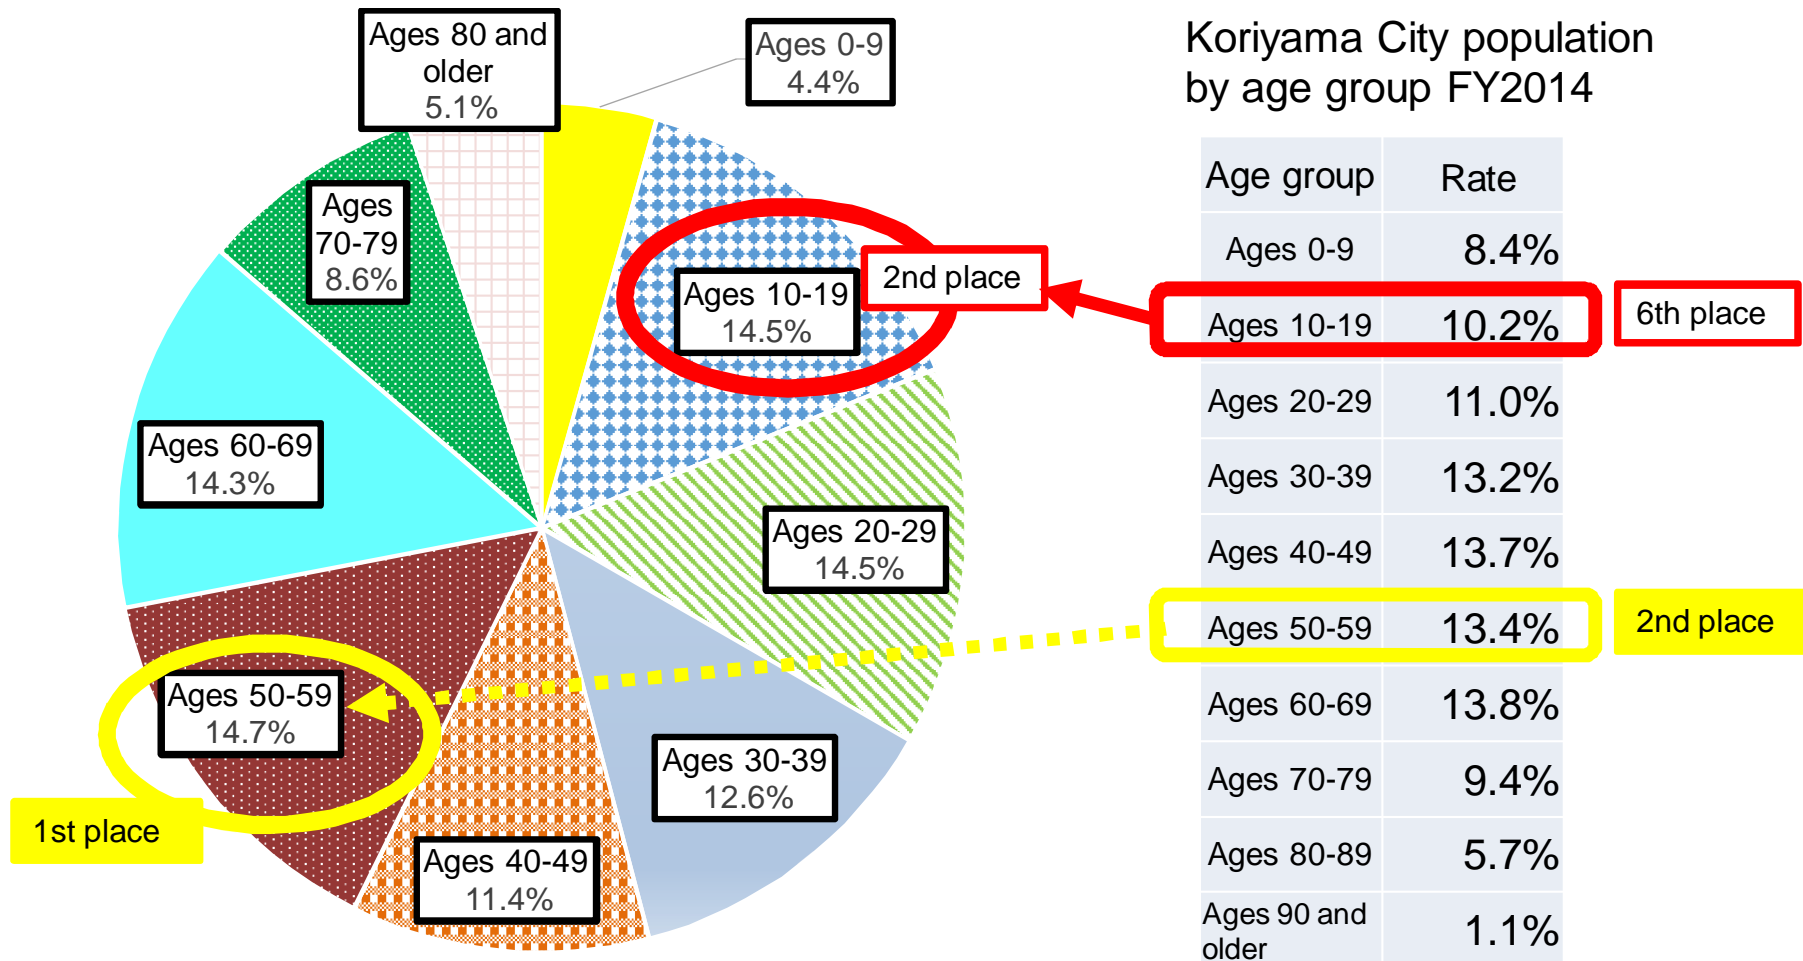 Ages 80 and
older
5.1%
Ages 0-9
4.4%
Ages
70-79
8.6%
Ages 10-19
14.5%
2nd place
Ages 60-69
14.3%
Ages 20-29
14.5%
Ages 50-59
14.7%
1st place
Ages 30-39
12.6%
Ages 40-49
11.4%
Koriyama City population
by age group FY2014
Age group Rate
Ages 0-9 8.4%
Ages 10-19 10.2% 6th place
Ages 20-29 11.0%
Ages 30-39 13.2%
Ages 40-49 13.7%
Ages 50-59 13.4% 2nd place
Ages 60-69 13.8%
Ages 70-79 9.4%
Ages 80-89 5.7%
Ages 90 and
older 1.1%